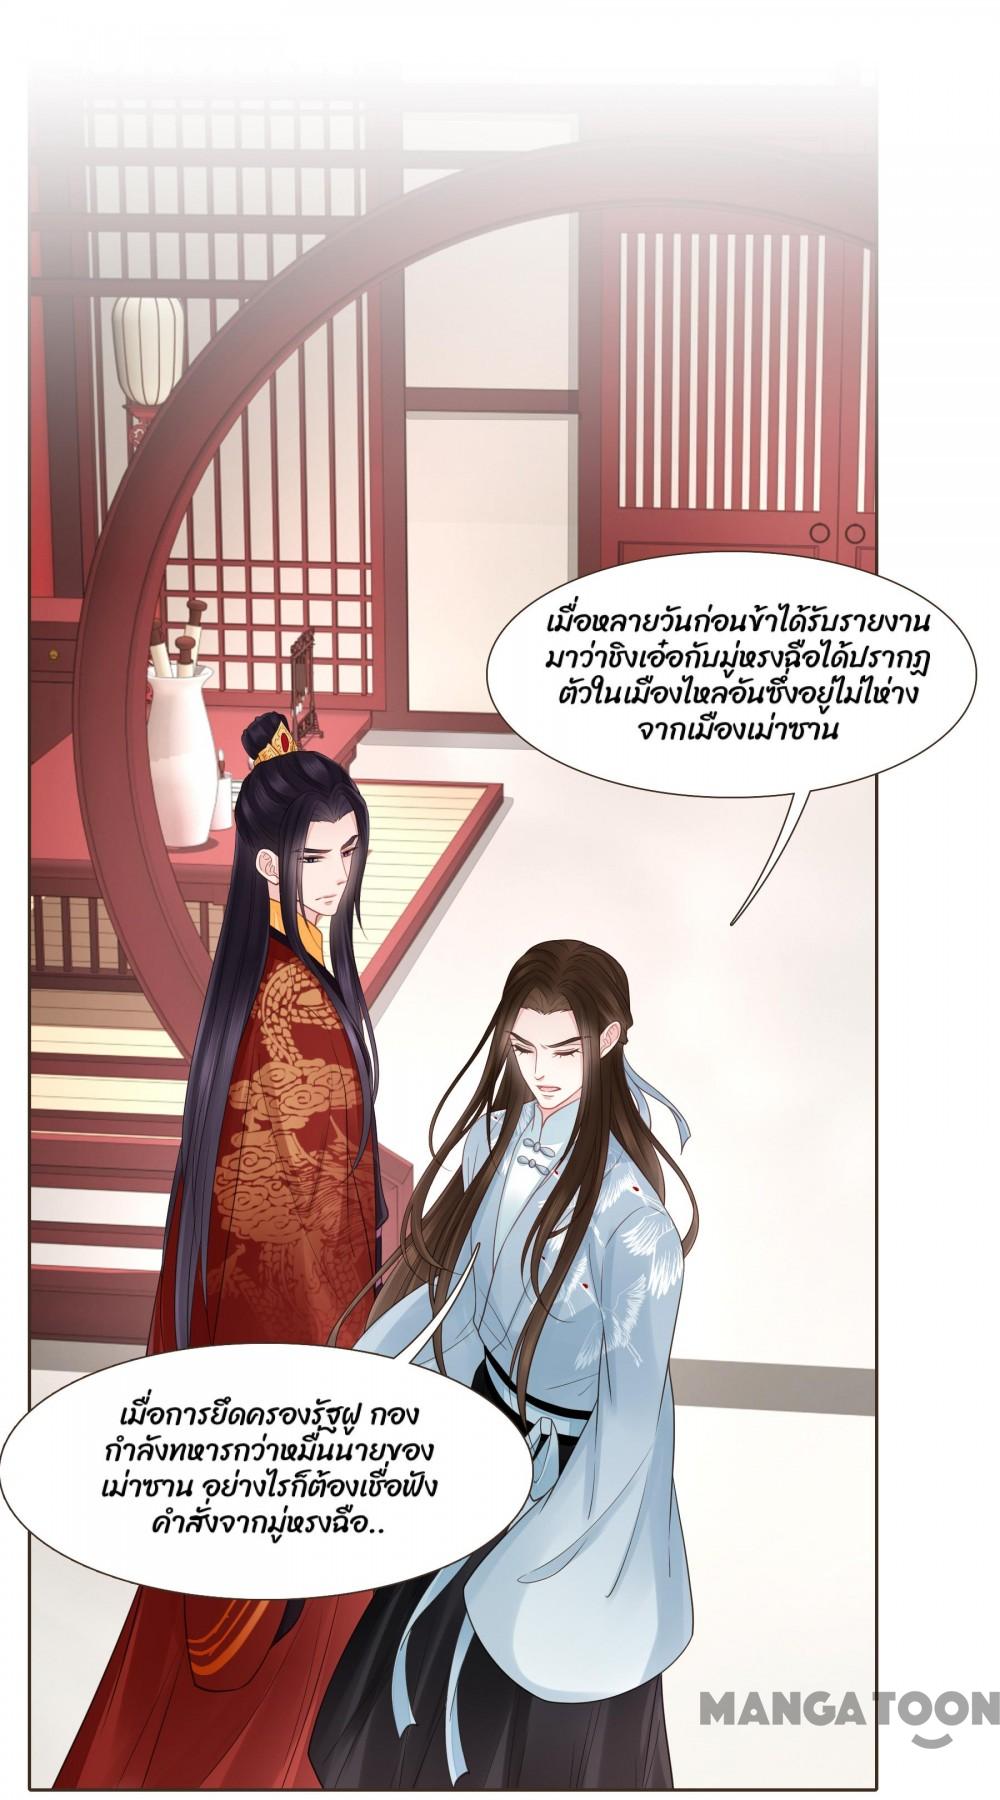 เมื่อหลายวันก่อนข้าได้รับรายงาน
มาว่าชิงเอ๋อกับมู่หรงฉือได้ปรากฏ
ตัวในเมืองไหลอันซึ่งอยู่ไม่ไห่าง
จากเมืองเม่าซาน
เมื่อการยึดครองรัฐฝู กอง
กำลังทหารกว่าหมื่นนายของ
เม่าซาน อย่างไรก็ต้องเชื่อฟัง
คำสั่งจากมู่หรงฉือ..
MANGATOON